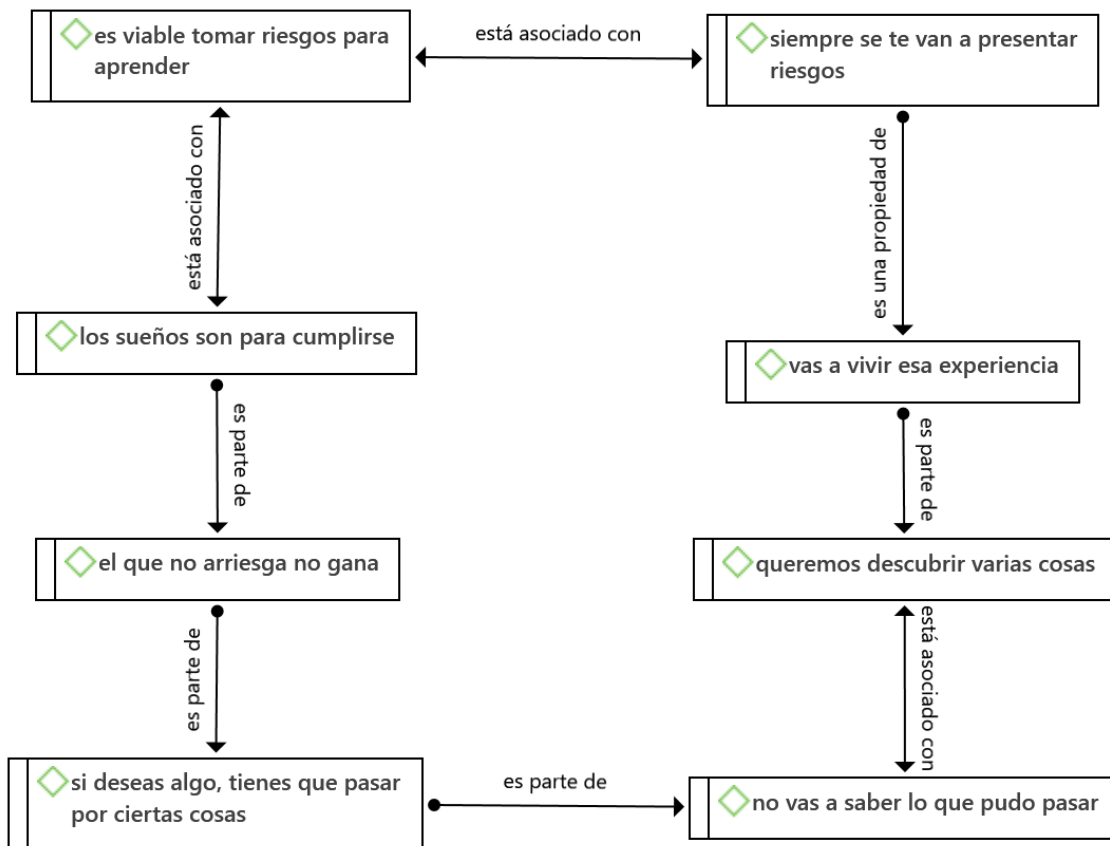 es viable tomar riesgos para
aprender
está asociado con
siempre se te van a presentar
riesgos
está asociado con
es una propiedad de
los sueños son para cumplirse
vas a vivir esa experiencia
es parte de
es parte de
el que no arriesga no gana
queremos descubrir varias cosas
es parte de
está asociado con
si deseas algo, tienes que pasar
por ciertas cosas
es parte de
no vas a saber lo que pudo pasar